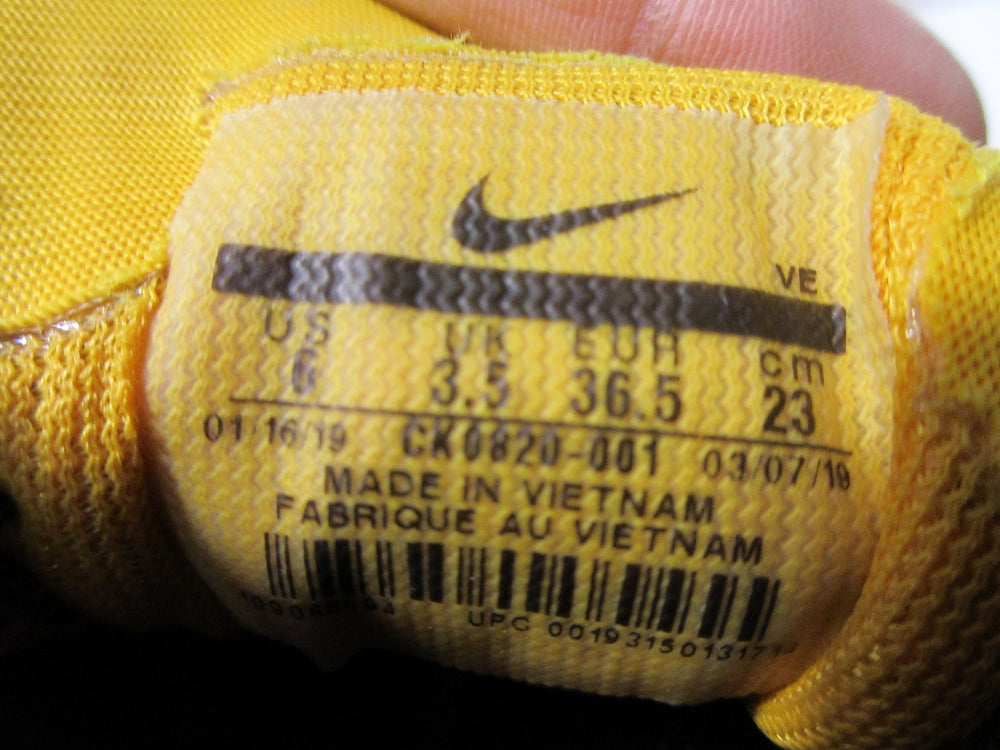 VE
US UK EUR cm
6 3.5 36.5 23
01/16/19 CK0820-001 03/07/19
MADE IN VIETNAM
FABRIQUE AU VIETNAM
UPC